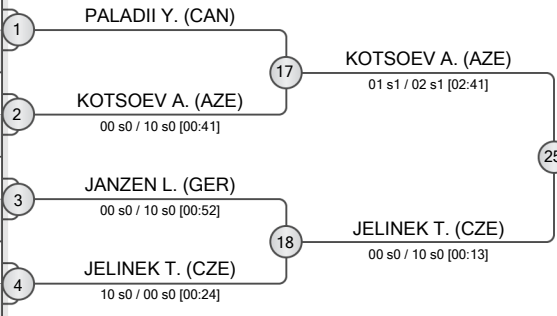 PALADII Y. (CAN)
1
17
KOTSOEV A. (AZE)
01 s1 / 02 s1 [02:41]
KOTSOEV A. (AZE)
2
00 s0 / 10 s0 [00:41]
25
JANZEN L. (GER)
3
00 s0 / 10 s0 [00:52]
18
JELINEK T. (CZE)
00 s0 / 10 s0 [00:13]
JELINEK T. (CZE)
4
10 s0 / 00 s0 [00:24]